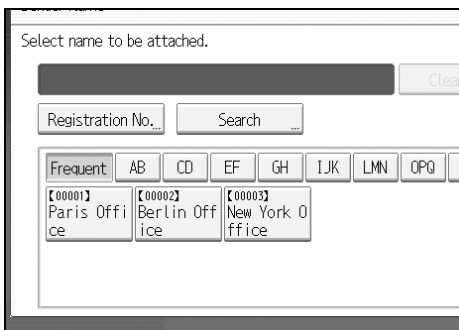 Select name to be attached.
Clear
Registration No.
Search
Frequent AB CD EF GH IJK LMN OPQ
【00001】 【00002】 【00003】
Paris Offi Berlin Off New York O
ce ice ffice